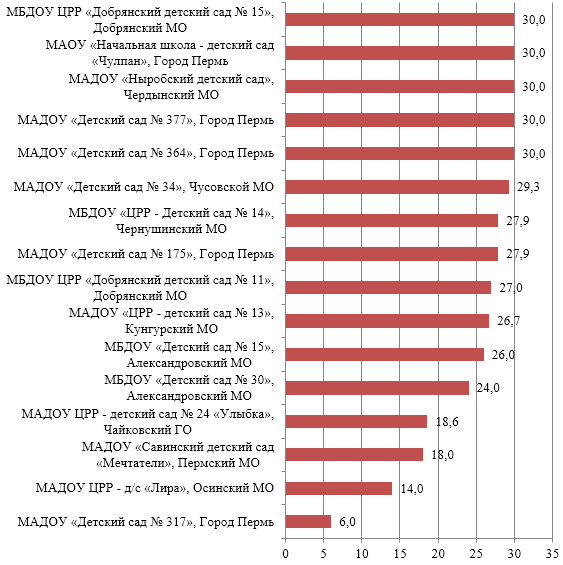 МБДОУ ЦРР «Добрянский детский сад № 15»,
Добрянский МО
30,0
МАОУ «Начальная школа - детский сад
«Чулпан», Город Пермь
30,0
МАДОУ «Ныробский детский сад»,
Чердынский МО
30,0
МАДОУ «Детский сад № 377», Город Пермь
30,0
МАДОУ «Детский сад № 364», Город Пермь
30,0
МАДОУ «Детский сад № 34», Чусовской МО
29,3
МБДОУ «ЦРР - Детский сад № 14»,
Чернушинский МО
27,9
МАДОУ «Детский сад № 175», Город Пермь
27,9
МБДОУ ЦРР «Добрянский детский сад № 11»,
Добрянский МО
27,0
МАДОУ «ЦРР - детский сад № 13»,
Кунгурский МО
26,7
МБДОУ «Детский сад № 15»,
Александровский МО
26,0
МБДОУ «Детский сад № 30»,
Александровский МО
24,0
МАДОУ ЦРР - детский сад № 24 «Улыбка»,
Чайковский ГО
18,6
МАДОУ «Савинский детский сад
«Мечтатели», Пермский МО
18,0
МАДОУ ЦРР - д/с «Лира», Осинский МО
14,0
МАДОУ «Детский сад № 317», Город Пермь
6,0
0 5 10 15 20 25 30 35